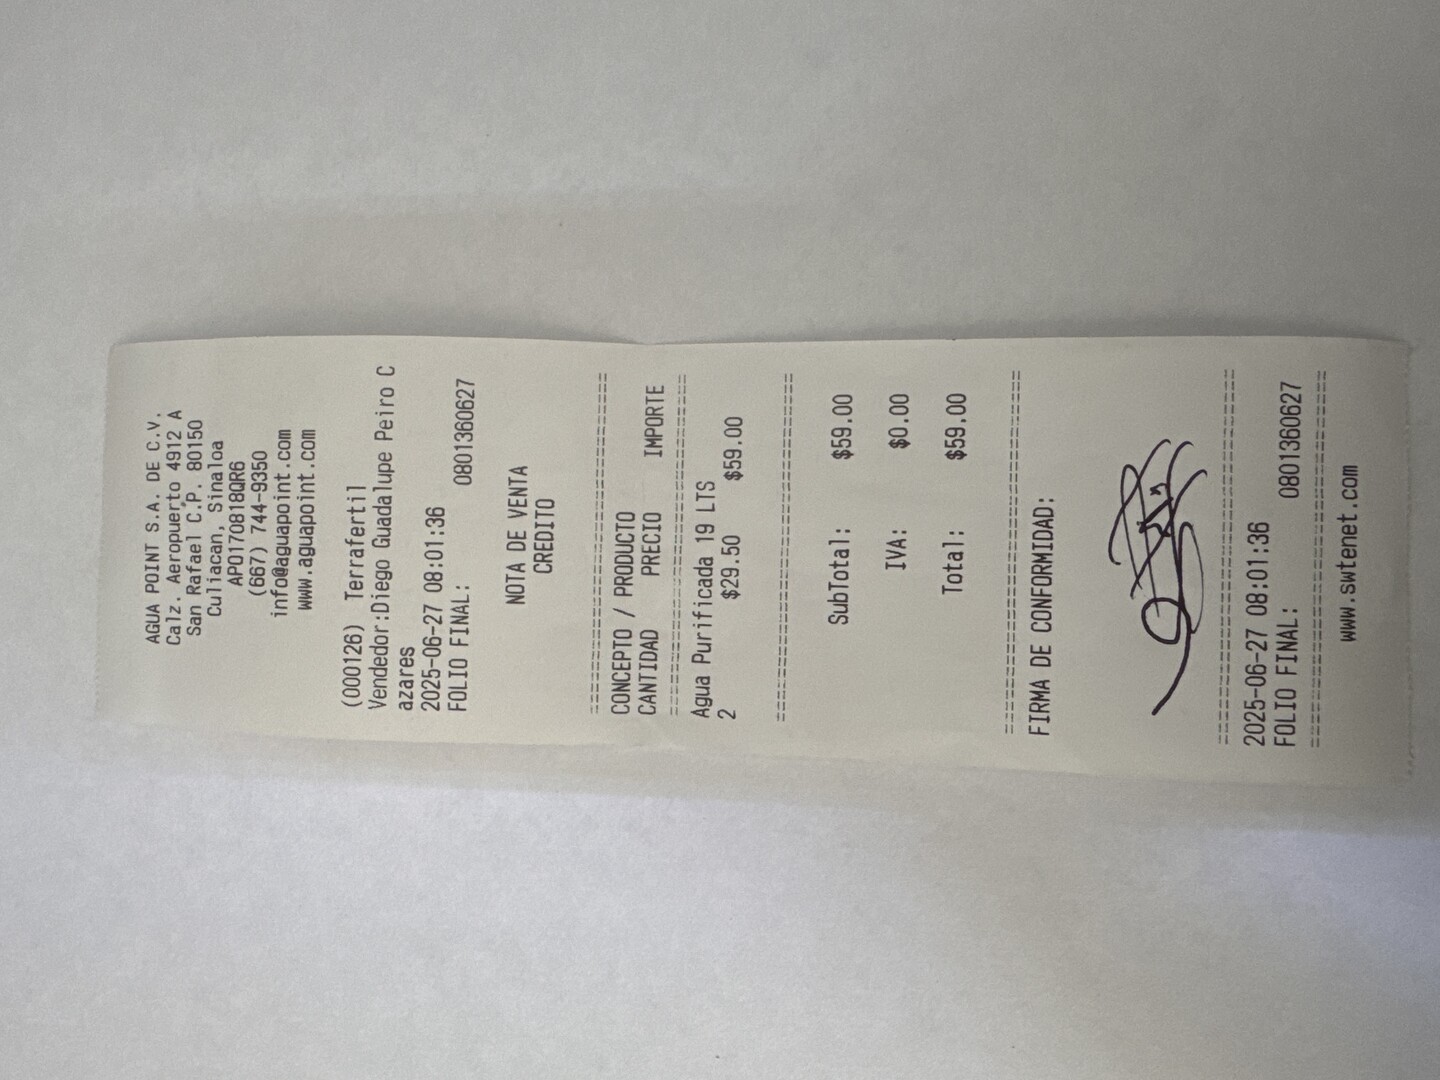 AGUA POINT S.A. DE C.V.
Calz. Aeropuerto 4912 A
San Rafael C.P. 80150
Culiacan, Sinaloa
APO170818QR6
(667) 744-9350
info@aguapoint.com
www.aguapoint.com
(000126) Terrafertil
Vendedor:Diego Guadalupe Peiro C
azares
2025-06-27 08:01:36
FOLIO FINAL: 0801360627
NOTA DE VENTA
CREDITO
================================
CONCEPTO / PRODUCTO
CANTIDAD PRECIO IMPORTE
================================
Agua Purificada 19 LTS
2 $29.50 $59.00
================================
SubTotal: $59.00
IVA: $0.00
Total: $59.00
================================
FIRMA DE CONFORMIDAD:
================================
2025-06-27 08:01:36
FOLIO FINAL: 0801360627
================================
www.swtenet.com